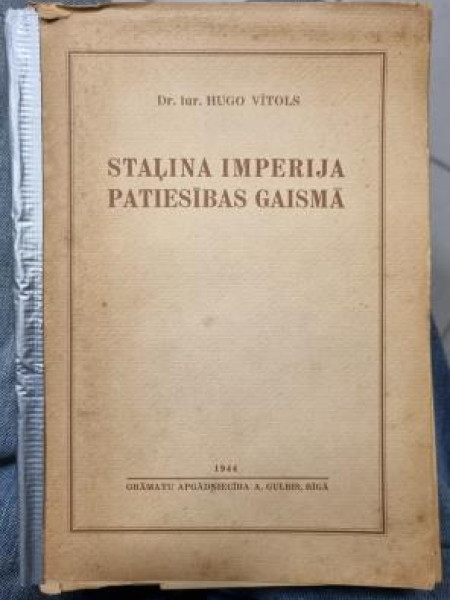 Dr. iur. HUGO VĪTOLS
STAĻINA IMPERIJA
PATIESĪBAS GAISMĀ
1944
GRĀMATU APGĀDNIECĪBA A. GULBIS, RĪGĀ